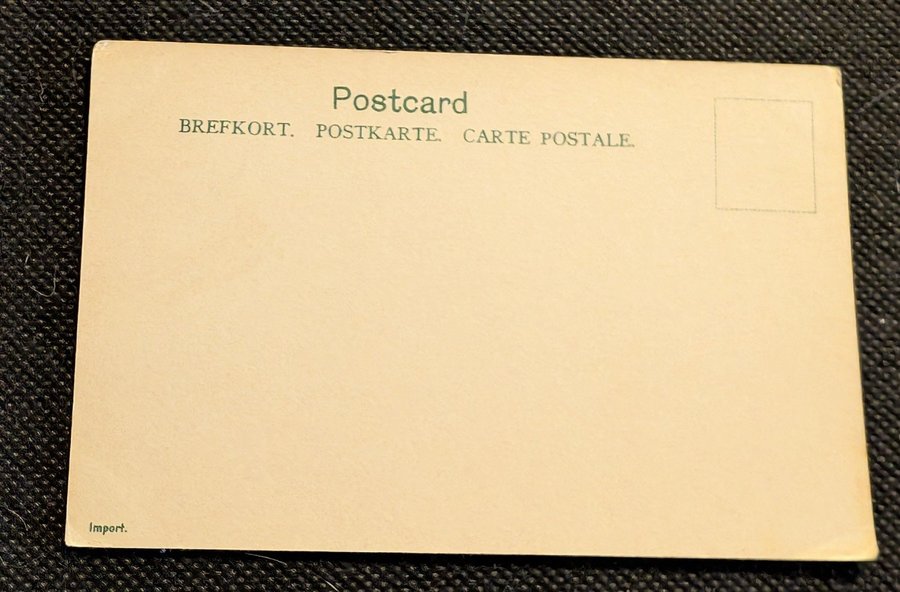 Postcard
BREFKORT. POSTKARTE. CARTE POSTALE.
Import.